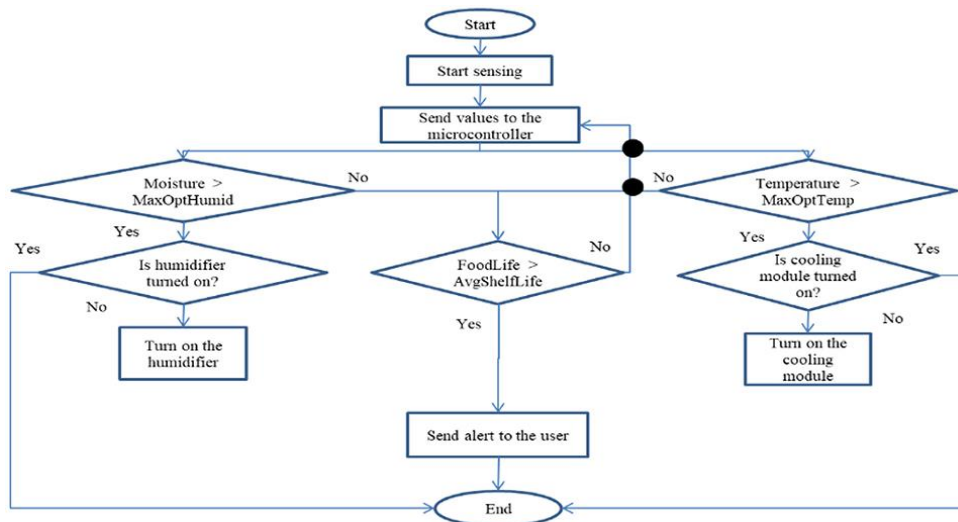 Start
Start sensing
Send values to the
microcontroller
Moisture >
MaxOptHumid
No
No
Temperature >
MaxOptTemp
Yes
Yes
Yes
Yes
Is humidifier
turned on?
FoodLife >
AvgShelfLife
No
Is cooling
module turned
on?
No
Yes
No
Turn on the
humidifier
Turn on the
cooling
module
Send alert to the user
End